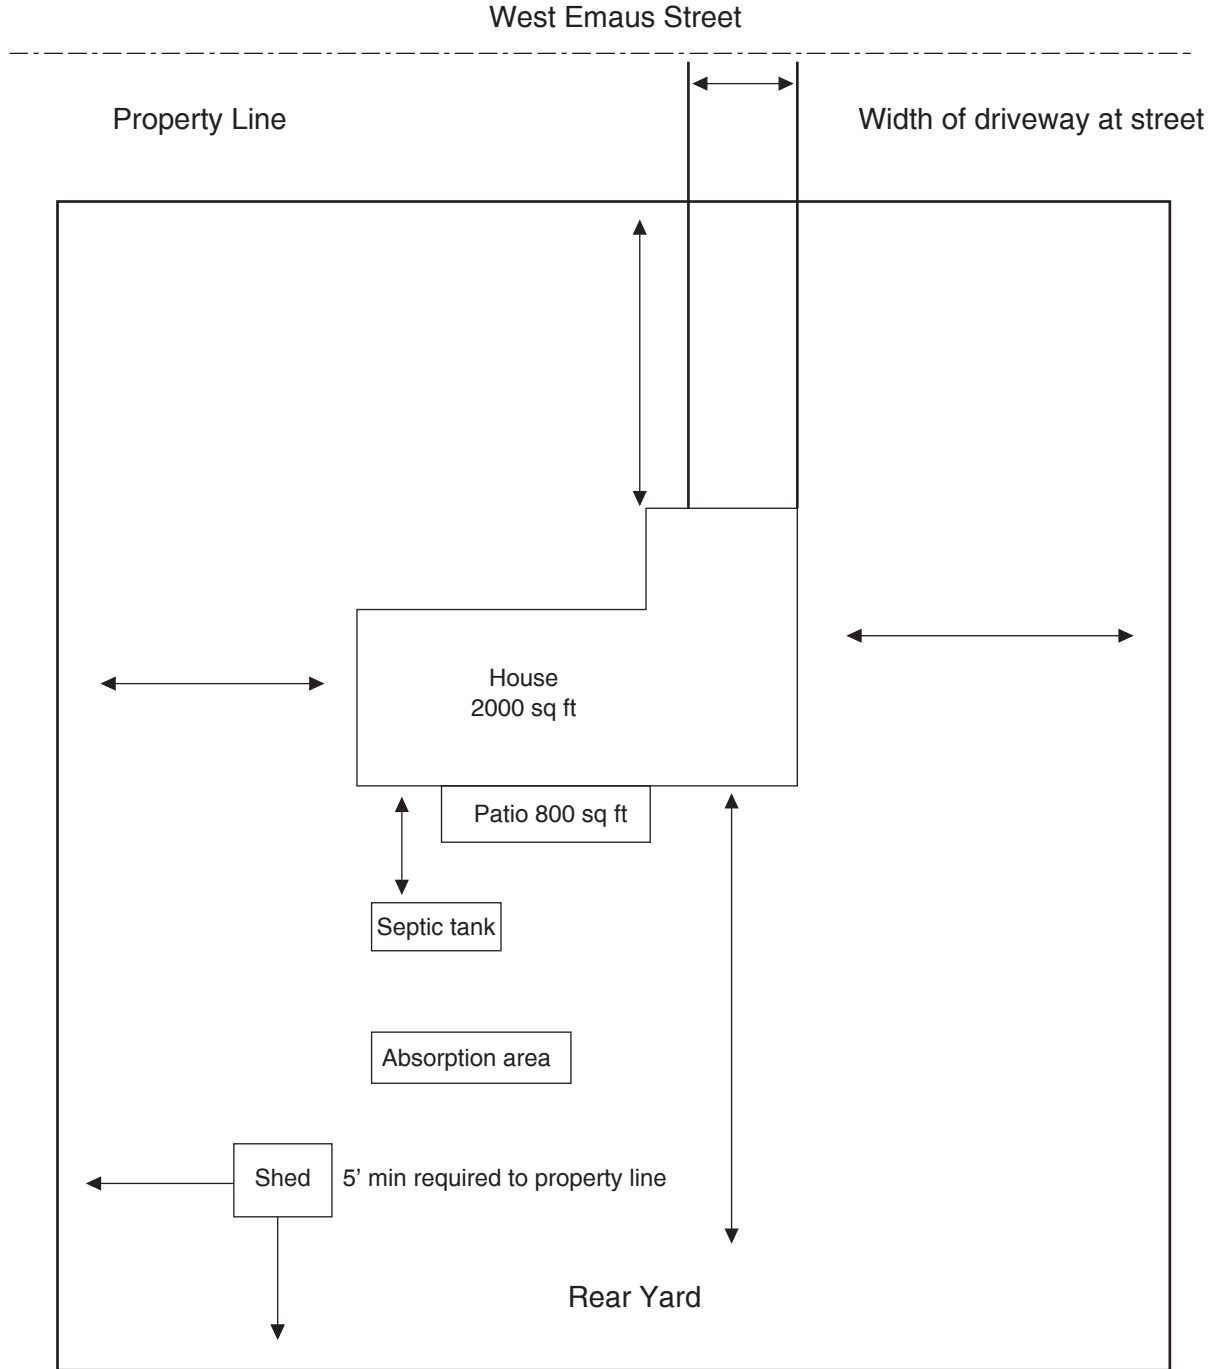 West Emaus Street
Property Line
Width of driveway at street
House
2000 sq ft
Patio 800 sq ft
Septic tank
Absorption area
Shed
5’ min required to property line
Rear Yard